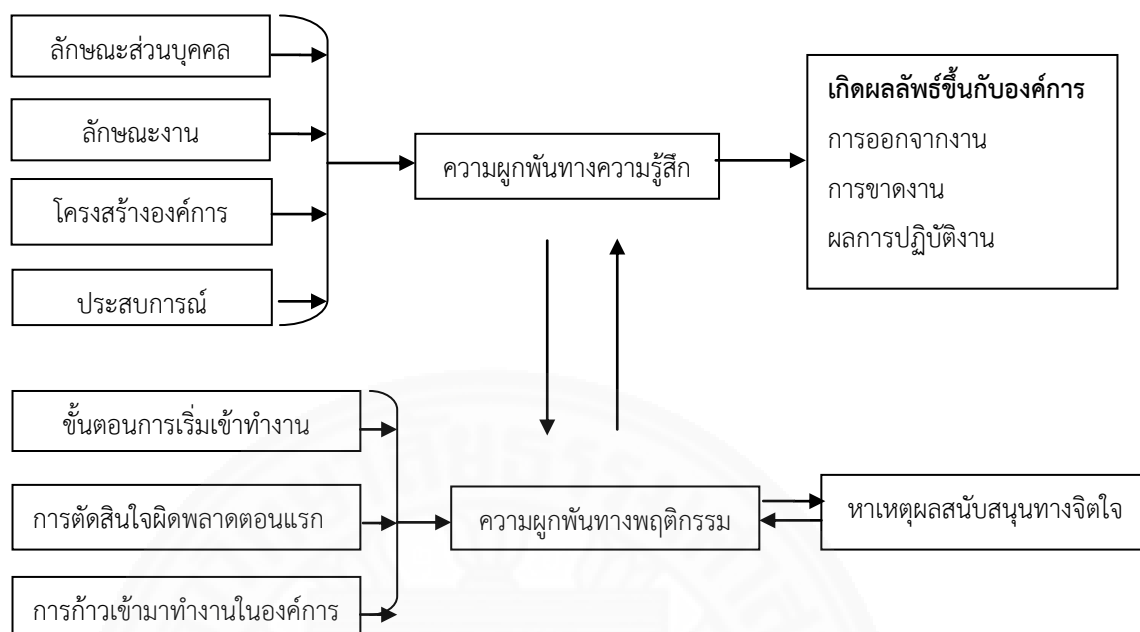 ลักษณะส่วนบุคคล
ลักษณะงาน
โครงสร้างองค์การ
ประสบการณ์
ความผูกพันทางความรู้สึก
เกิดผลลัพธ์ขึ้นกับองค์การ
การออกจากงาน
การขาดงาน
ผลการปฏิบัติงาน
ขั้นตอนการเริ่มเข้าทำงาน
การตัดสินใจผิดพลาดตอนแรก
การก้าวเข้ามาทำงานในองค์การ
ความผูกพันทางพฤติกรรม
หาเหตุผลสนับสนุนทางจิตใจ